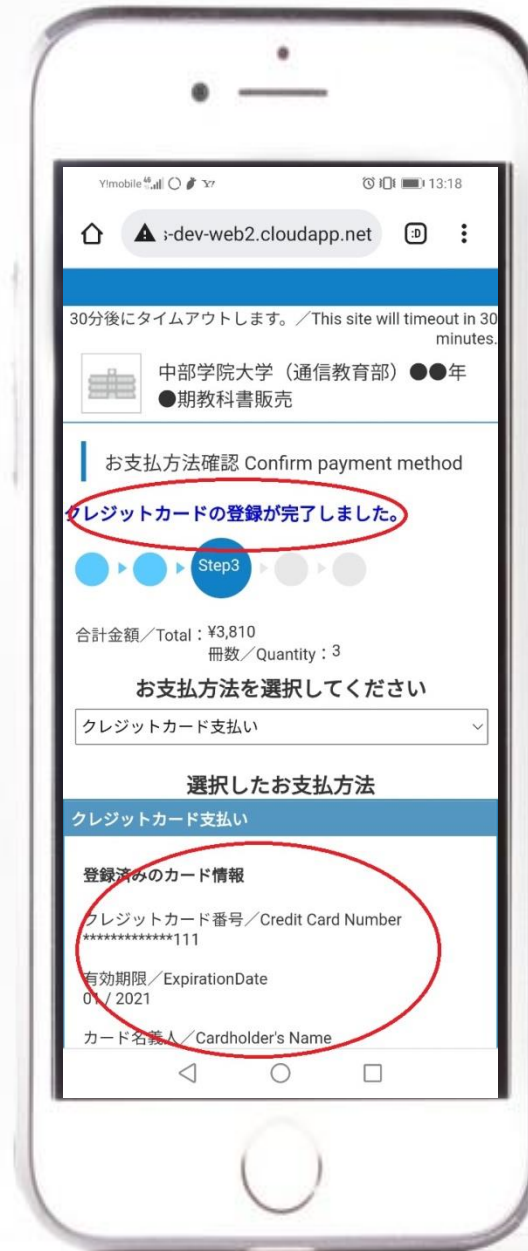 Y!mobile 13:18
s-dev-web2.cloudapp.net :D
30分後にタイムアウトします。／This site will timeout in 30
minutes.
中部学院大学（通信教育部）●●年
●期教科書販売
お支払方法確認 Confirm payment method
クレジットカードの登録が完了しました。
Step3
合計金額／Total：¥3,810
冊数／Quantity：3
お支払方法を選択してください
クレジットカード支払い
選択したお支払方法
クレジットカード支払い
登録済みのカード情報
クレジットカード番号／Credit Card Number
*************111
有効期限／ExpirationDate
01 / 2021
カード名義人／Cardholder's Name